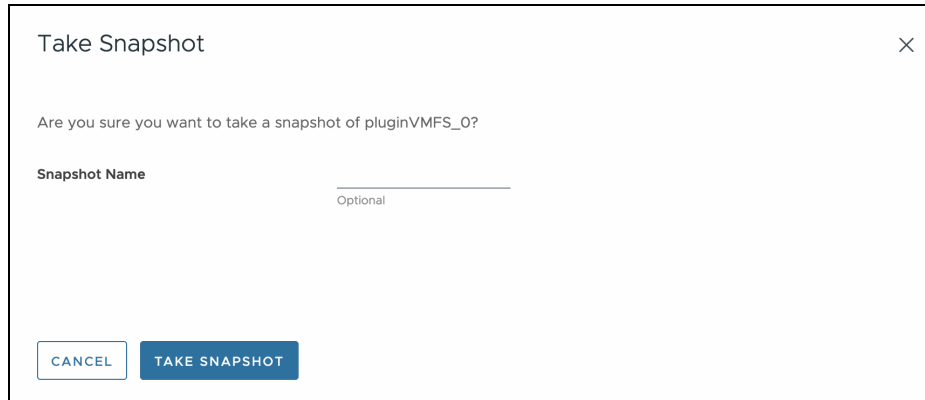 Take Snapshot
Are you sure you want to take a snapshot of pluginVMFS_0?
Snapshot Name
Optional
CANCEL
TAKE SNAPSHOT